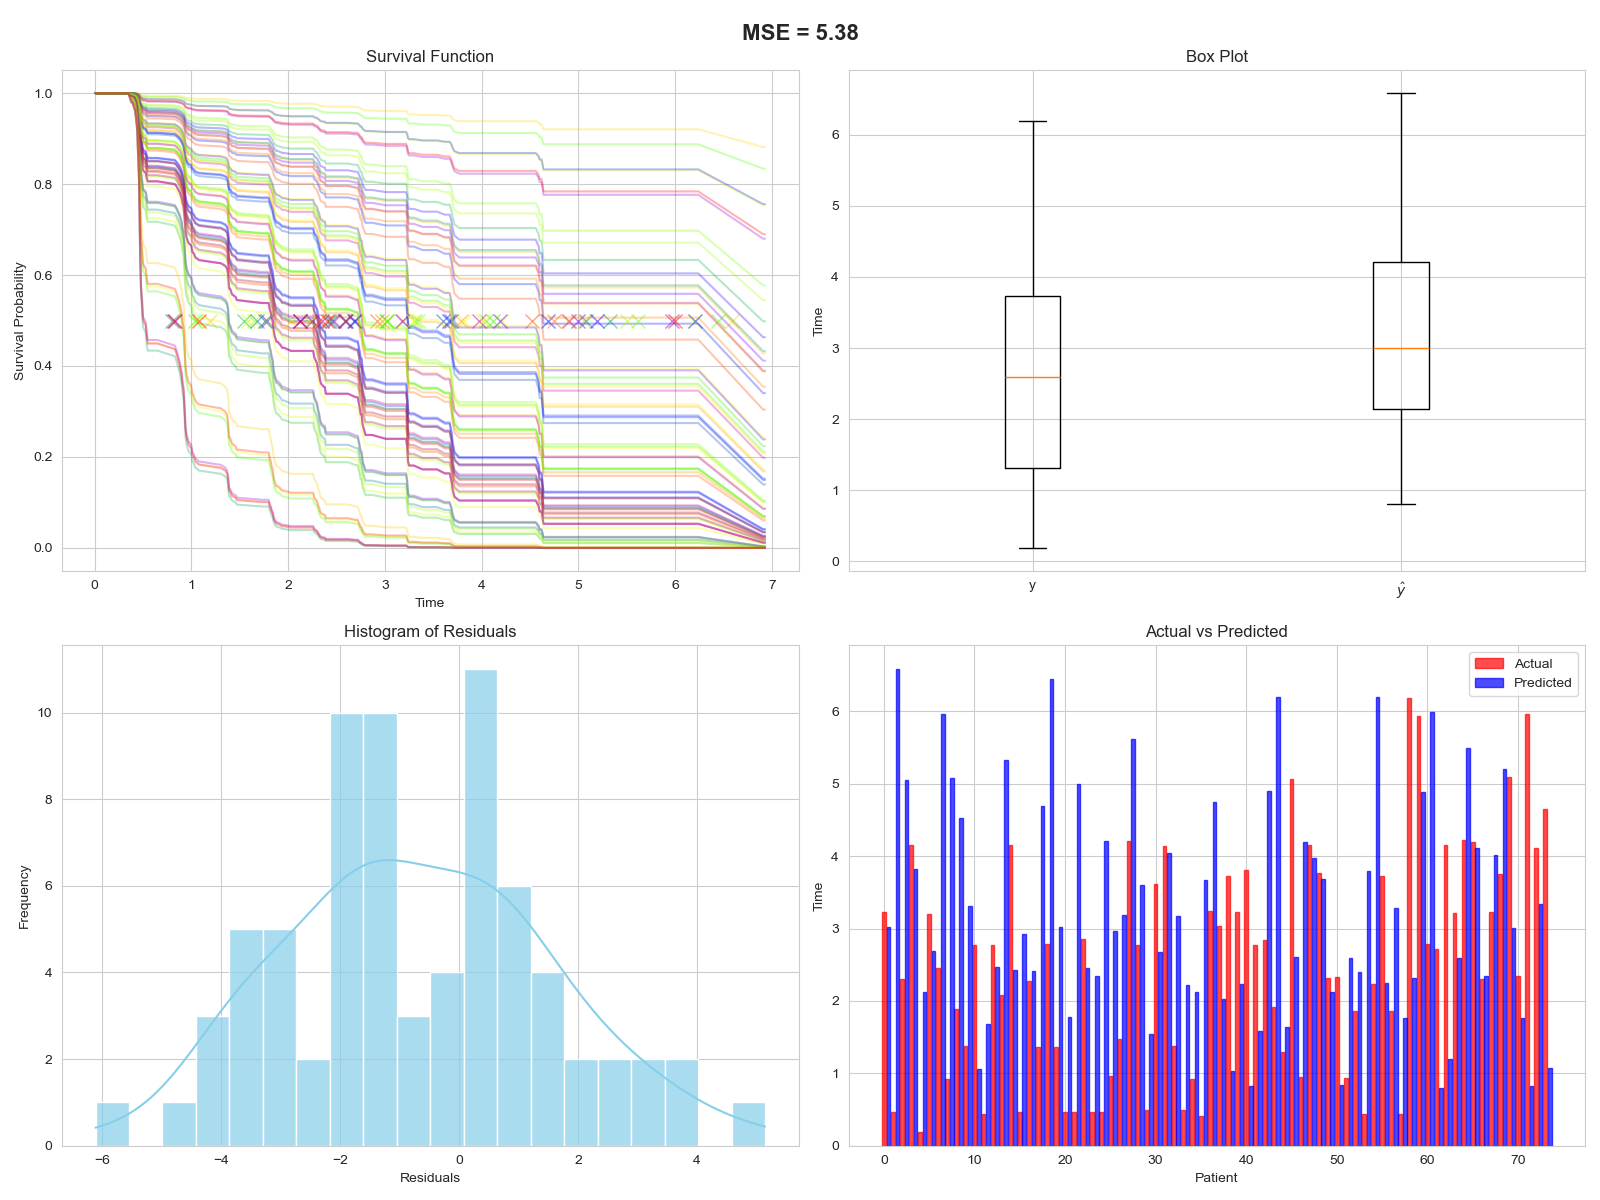 MSE = 5.38
Survival Function
Survival Probability
1.0
0.8
0.6
0.4
0.2
0.0
0 1 2 3 4 5 6 7
Time
Box Plot
Time
6
5
4
3
2
1
0
y ŷ
Histogram of Residuals
Frequency
10
8
6
4
2
0
−6 −4 −2 0 2 4
Residuals
Actual vs Predicted
Actual
Predicted
Time
6
5
4
3
2
1
0
0 10 20 30 40 50 60 70
Patient